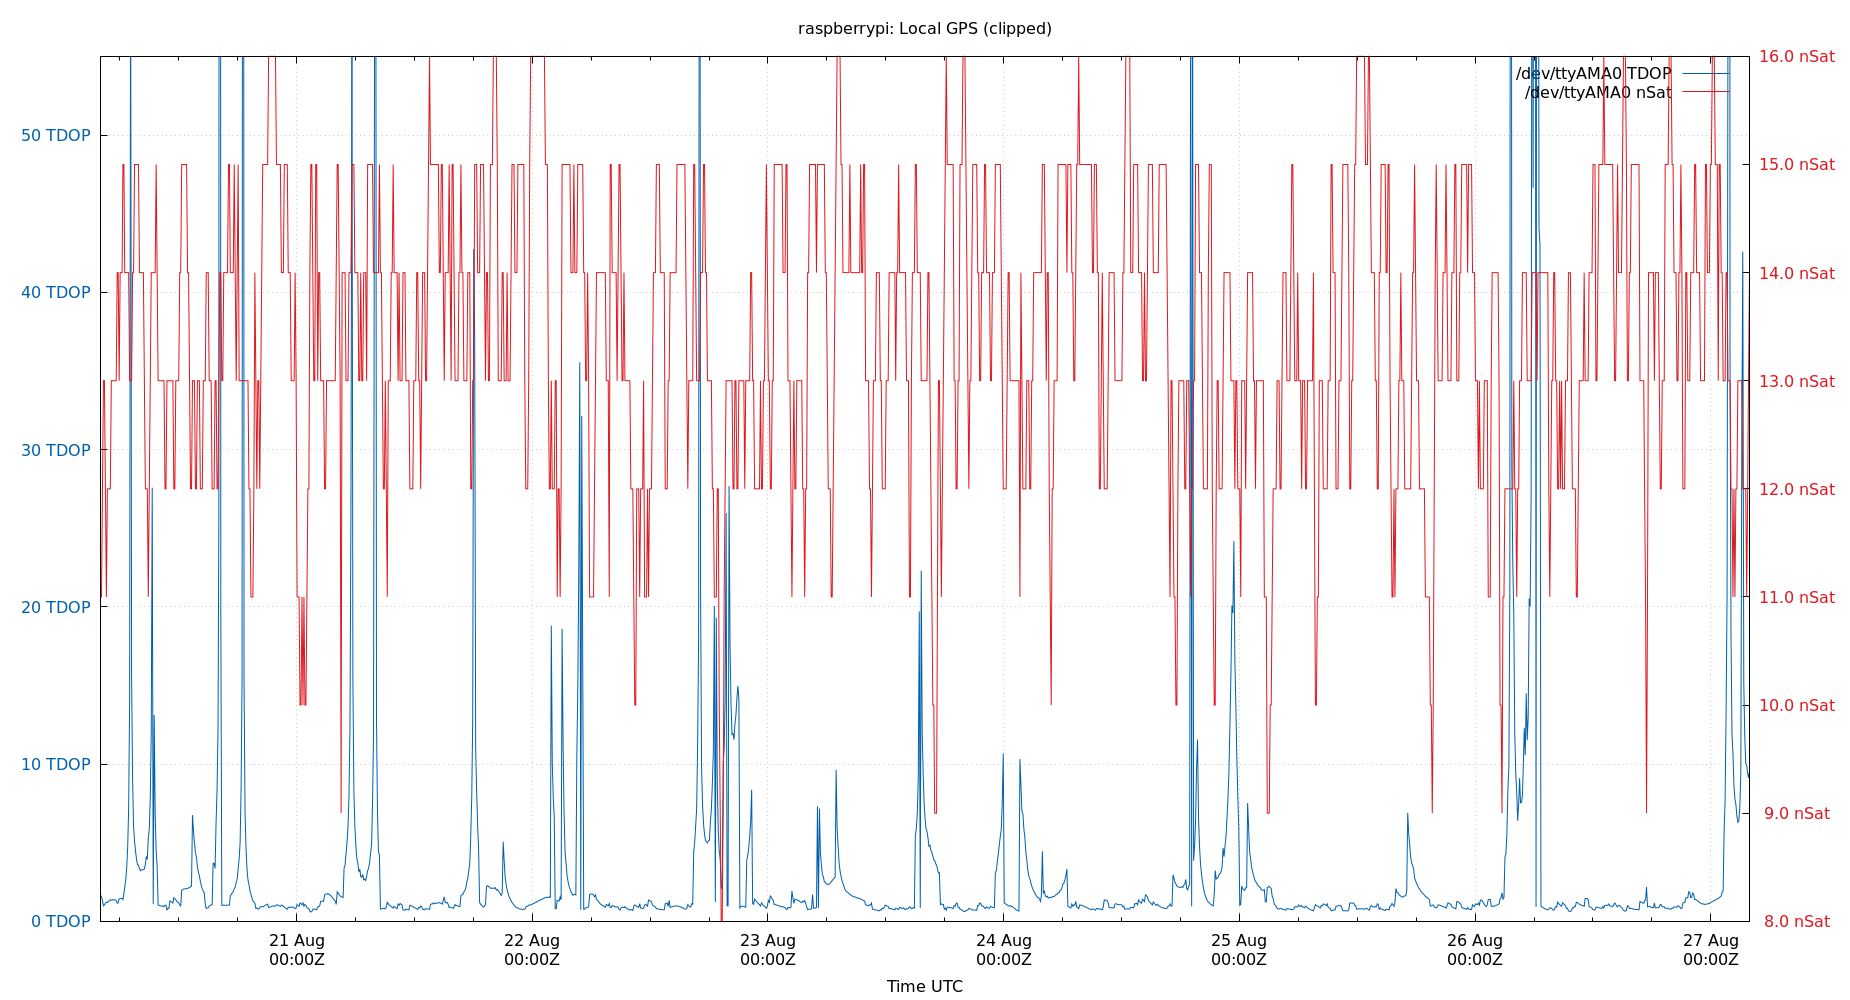 raspberrypi: Local GPS (clipped)
/dev/ttyAMA0 TDOP
/dev/ttyAMA0 nSat
50 TDOP
40 TDOP
30 TDOP
20 TDOP
10 TDOP
0 TDOP
16.0 nSat
15.0 nSat
14.0 nSat
13.0 nSat
12.0 nSat
11.0 nSat
10.0 nSat
9.0 nSat
8.0 nSat
21 Aug
00:00Z
22 Aug
00:00Z
23 Aug
00:00Z
24 Aug
00:00Z
25 Aug
00:00Z
26 Aug
00:00Z
27 Aug
00:00Z
Time UTC